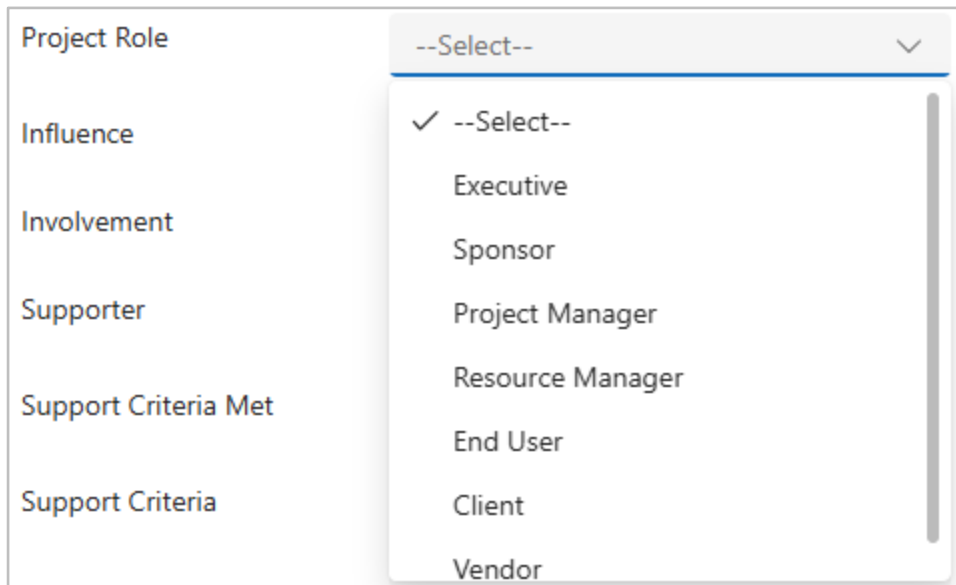 Project Role
--Select--
--Select--
Influence
Executive
Involvement
Sponsor
Supporter
Project Manager
Resource Manager
Support Criteria Met
End User
Support Criteria
Client
Vendor